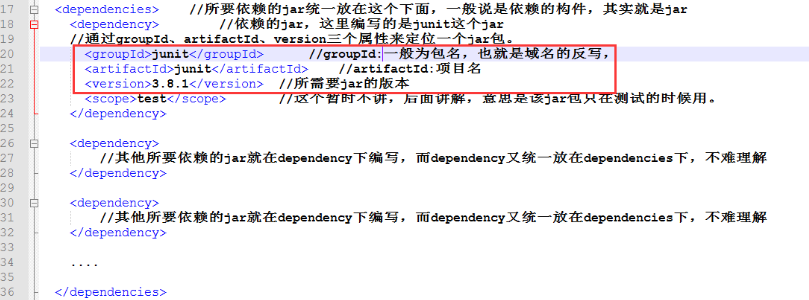 17 <dependencies> //所要依赖的jar统一放在这个下面，一般说是依赖的构件，其实就是jar
18 <dependency> //依赖的jar，这里编写的是junit这个jar
19 //通过groupId、artifactId、version三个属性来定位一个jar包。
20 <groupId>junit</groupId> //groupId:一般为包名，也就是域名的反写，
21 <artifactId>junit</artifactId> //artifactId:项目名
22 <version>3.8.1</version> //所需要jar的版本
23 <scope>test</scope> //这个暂时不讲，后面讲解，意思是该jar包只在测试的时候用。
24 </dependency>
25
26 <dependency>
27 //其他所要依赖的jar就在dependency下编写，而dependency又统一放在dependencies下，不难理解
28 </dependency>
29
30 <dependency>
31 //其他所要依赖的jar就在dependency下编写，而dependency又统一放在dependencies下，不难理解
32 </dependency>
33
34 ....
35
36 </dependencies>